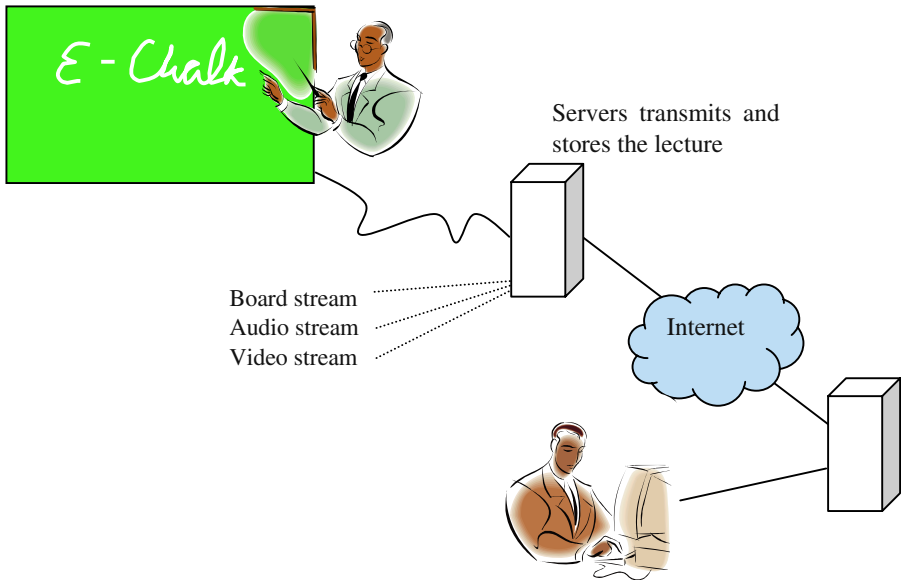 E - Chalk
Servers transmits and
stores the lecture
Board stream
Audio stream
Video stream
Internet